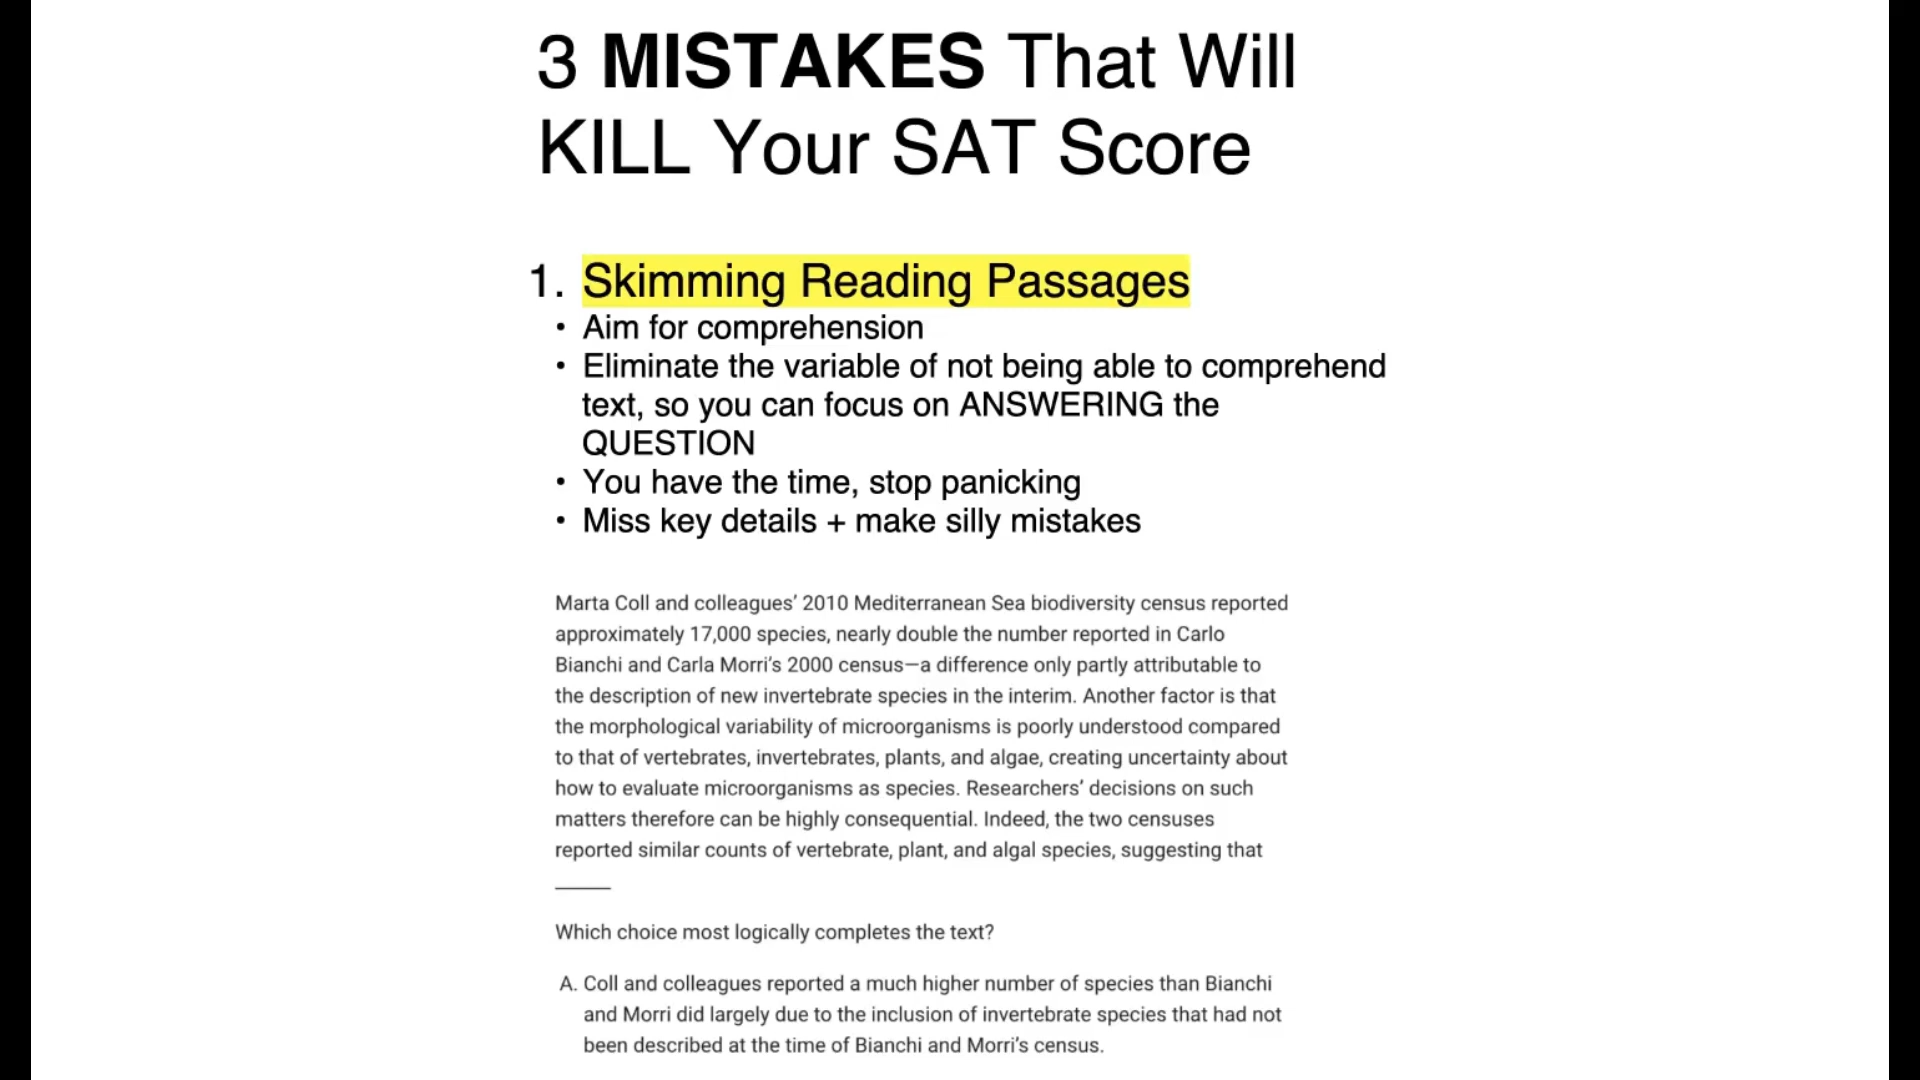 3 MISTAKES That Will
KILL Your SAT Score
1. Skimming Reading Passages
• Aim for comprehension
• Eliminate the variable of not being able to comprehend
text, so you can focus on ANSWERING the
QUESTION
• You have the time, stop panicking
• Miss key details + make silly mistakes
Marta Coll and colleagues’ 2010 Mediterranean Sea biodiversity census reported
approximately 17,000 species, nearly double the number reported in Carlo
Bianchi and Carla Morri’s 2000 census—a difference only partly attributable to
the description of new invertebrate species in the interim. Another factor is that
the morphological variability of microorganisms is poorly understood compared
to that of vertebrates, invertebrates, plants, and algae, creating uncertainty about
how to evaluate microorganisms as species. Researchers’ decisions on such
matters therefore can be highly consequential. Indeed, the two censuses
reported similar counts of vertebrate, plant, and algal species, suggesting that
_____
Which choice most logically completes the text?
A. Coll and colleagues reported a much higher number of species than Bianchi
and Morri did largely due to the inclusion of invertebrate species that had not
been described at the time of Bianchi and Morri’s census.